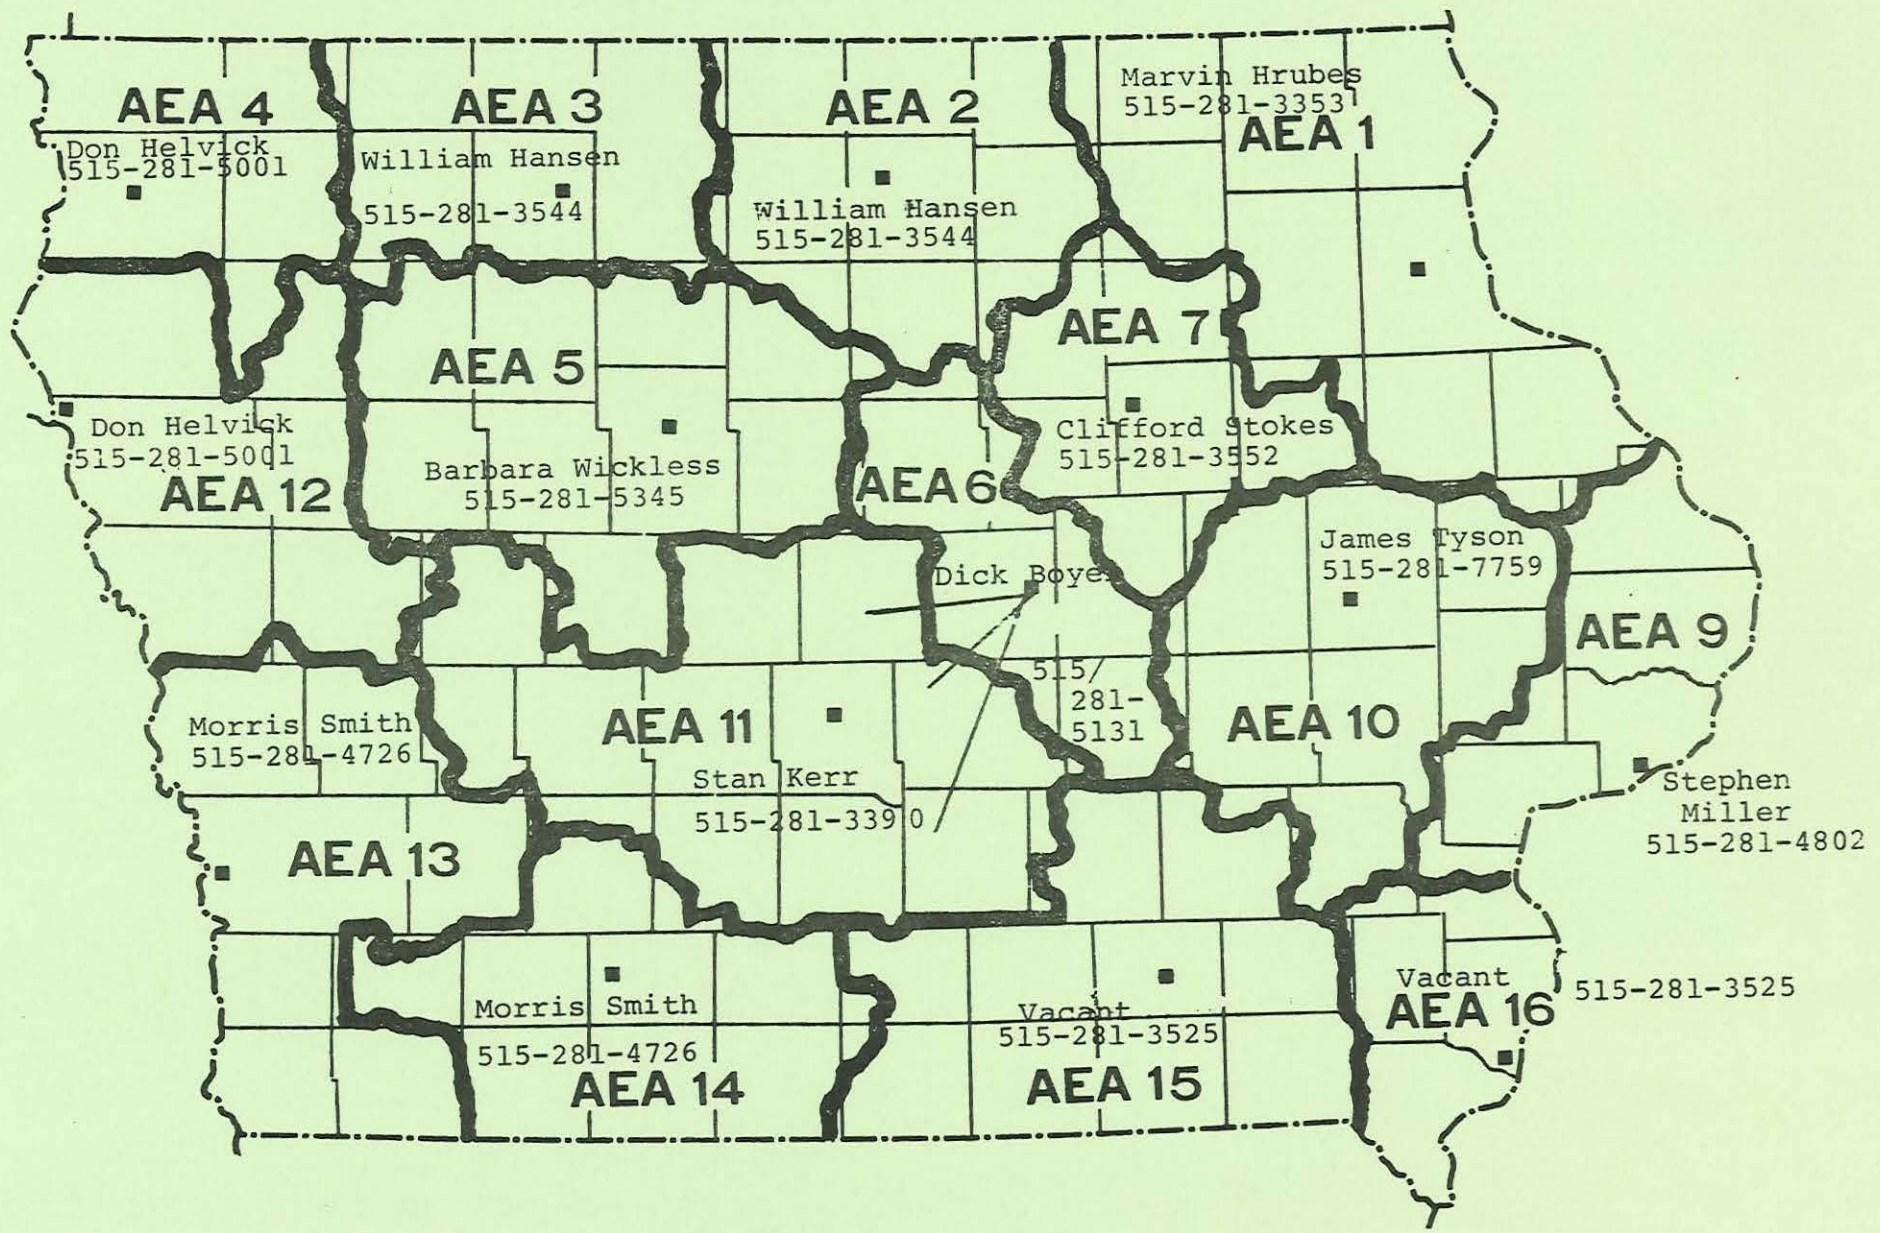 Marvin Hrubes
515-281-3353
AEA 1
AEA 4
Don Helvick
515-281-5001
AEA 3
William Hansen
515-281-3544
AEA 2
William Hansen
515-281-3544
AEA 5
Barbara Wickless
515-281-5345
AEA 7
Clifford Stokes
515-281-3552
Don Helvick
515-281-5001
AEA 12
AEA 6
Dick Boyer
515/
281-
5131
James Tyson
515-281-7759
AEA 10
AEA 9
Stephen
Miller
515-281-4802
Morris Smith
515-281-4726
AEA 13
AEA 11
Stan Kerr
515-281-3390
Morris Smith
515-281-4726
AEA 14
Vacant
515-281-3525
AEA 15
Vacant
AEA 16
515-281-3525